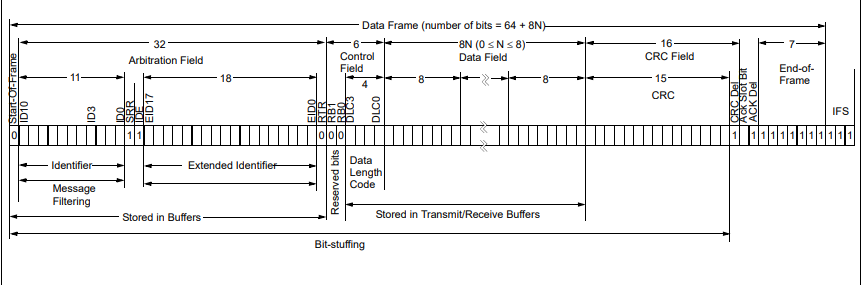 Data Frame (number of bits = 64 + 8N)
32
6
8N (0 ≤ N ≤ 8)
16
7
Arbitration Field
Control
Field
Data Field
CRC Field
End-of-
Frame
11
18
4
8
8
15
CRC
IFS
Start-Of-Frame
ID10
ID3
ID0
SRR
IDE
EID17
EID0
RTR
RB1
RB0
DLC3
DLC0
CRC Del
Ack Slot Bit
ACK Del
0 1 1 0 0 0 1 1 1 1 1 1 1 1 1 1 1 1
Identifier
Extended Identifier
Message
Filtering
Reserved bits
Data
Length
Code
Stored in Buffers
Stored in Transmit/Receive Buffers
Bit-stuffing